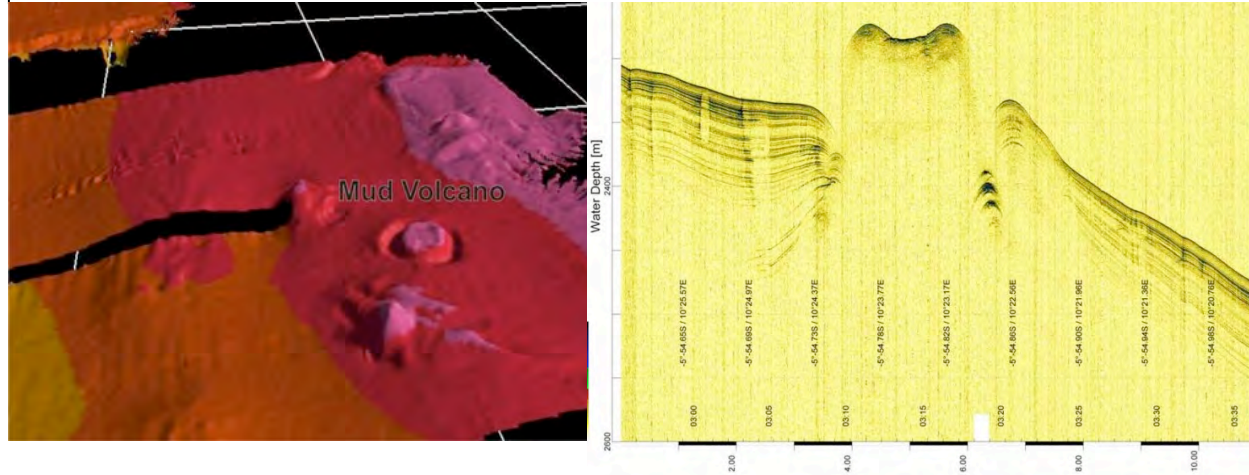 Mud Volcano
Water Depth [m]
2400
2600
-5°-54.65S / 10°25.57E
-5°-54.69S / 10°24.97E
-5°-54.73S / 10°24.37E
-5°-54.78S / 10°23.77E
-5°-54.82S / 10°23.17E
-5°-54.86S / 10°22.56E
-5°-54.90S / 10°21.96E
-5°-54.94S / 10°21.36E
-5°-54.98S / 10°20.76E
03:00
03:05
03:10
03:15
03:20
03:25
03:30
03:35
2.00
4.00
6.00
8.00
10.00